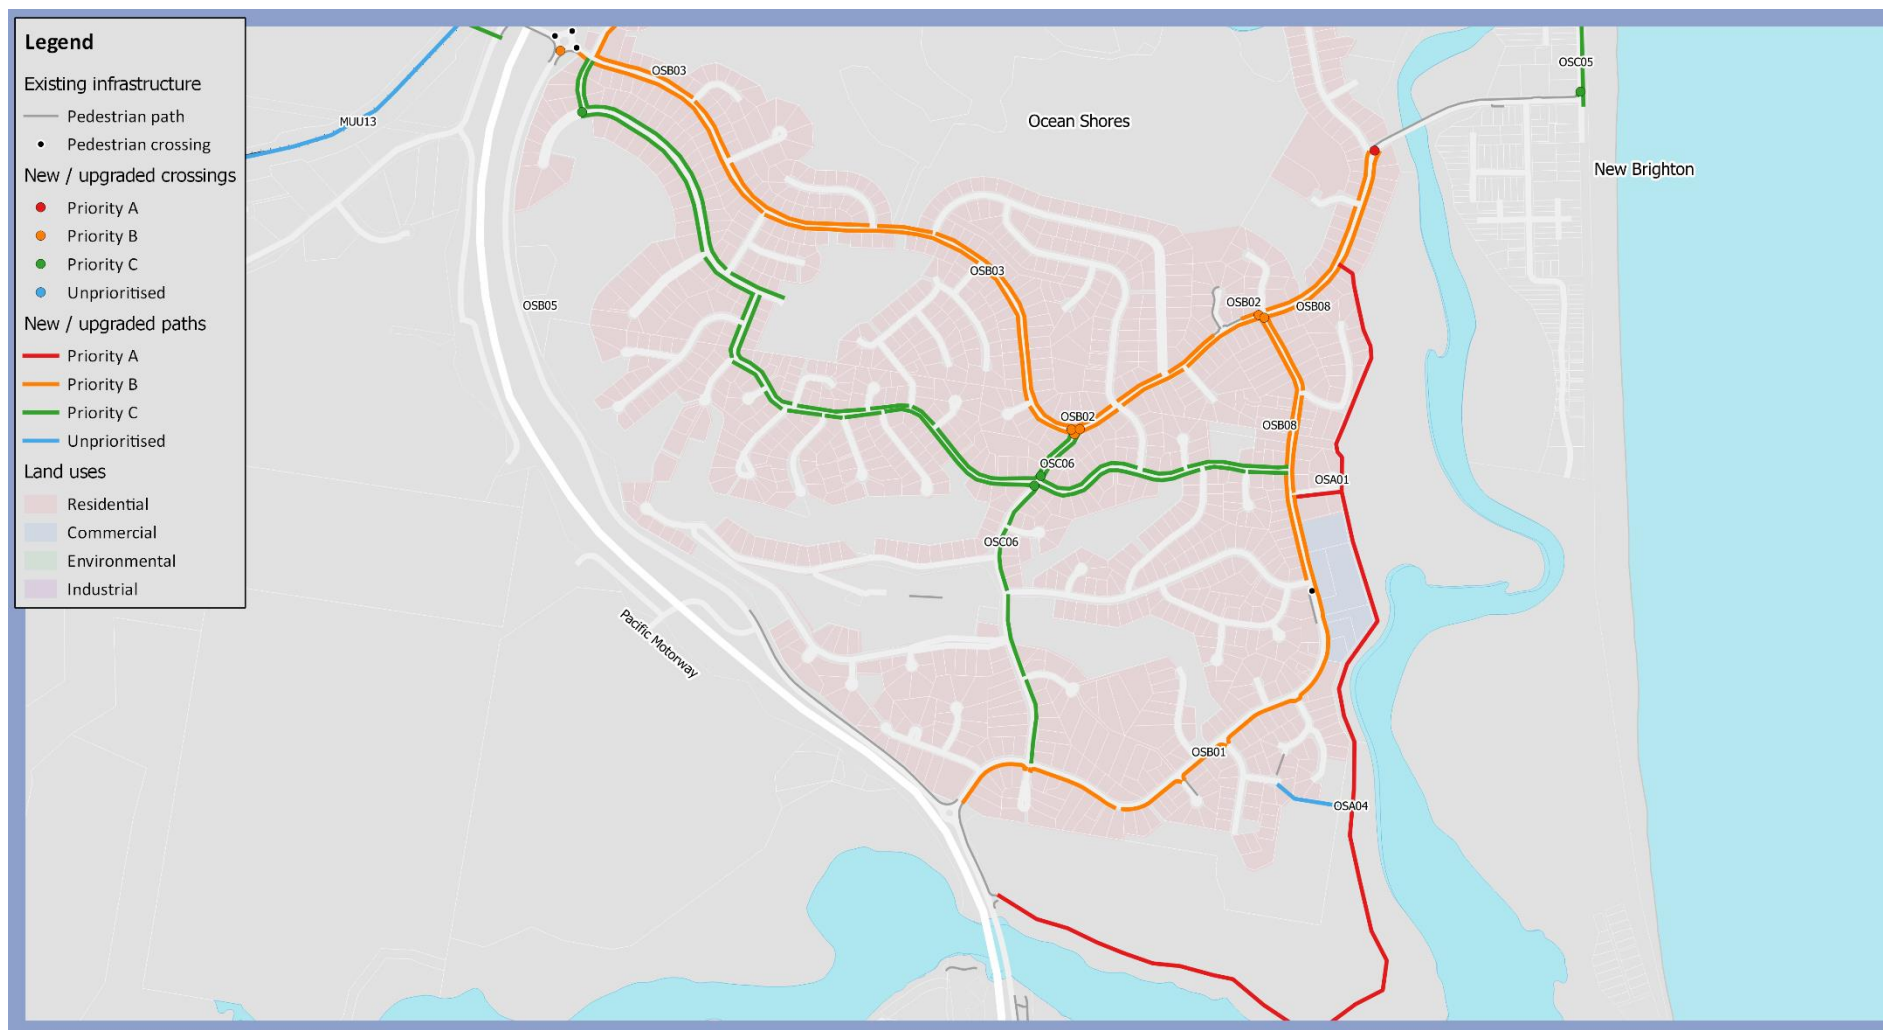 Legend
Existing infrastructure
Pedestrian path
Pedestrian crossing
New / upgraded crossings
Priority A
Priority B
Priority C
Unprioritised
New / upgraded paths
Priority A
Priority B
Priority C
Unprioritised
Land uses
Residential
Commercial
Environmental
Industrial
OSB03
OSC05
MUU13
Ocean Shores
New Brighton
OSB03
OSB05
OSB02
OSB08
OSB02
OSB08
OSC06
OSA01
OSC06
Pacific Motorway
OSB01
OSA04